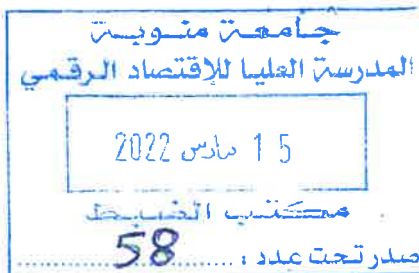 جامعة منوبة
المدرسة العليا للإقتصاد الرقمي
15 مارس 2022
مكتب الضبط
صدر تحت عدد : ........ 58 ........